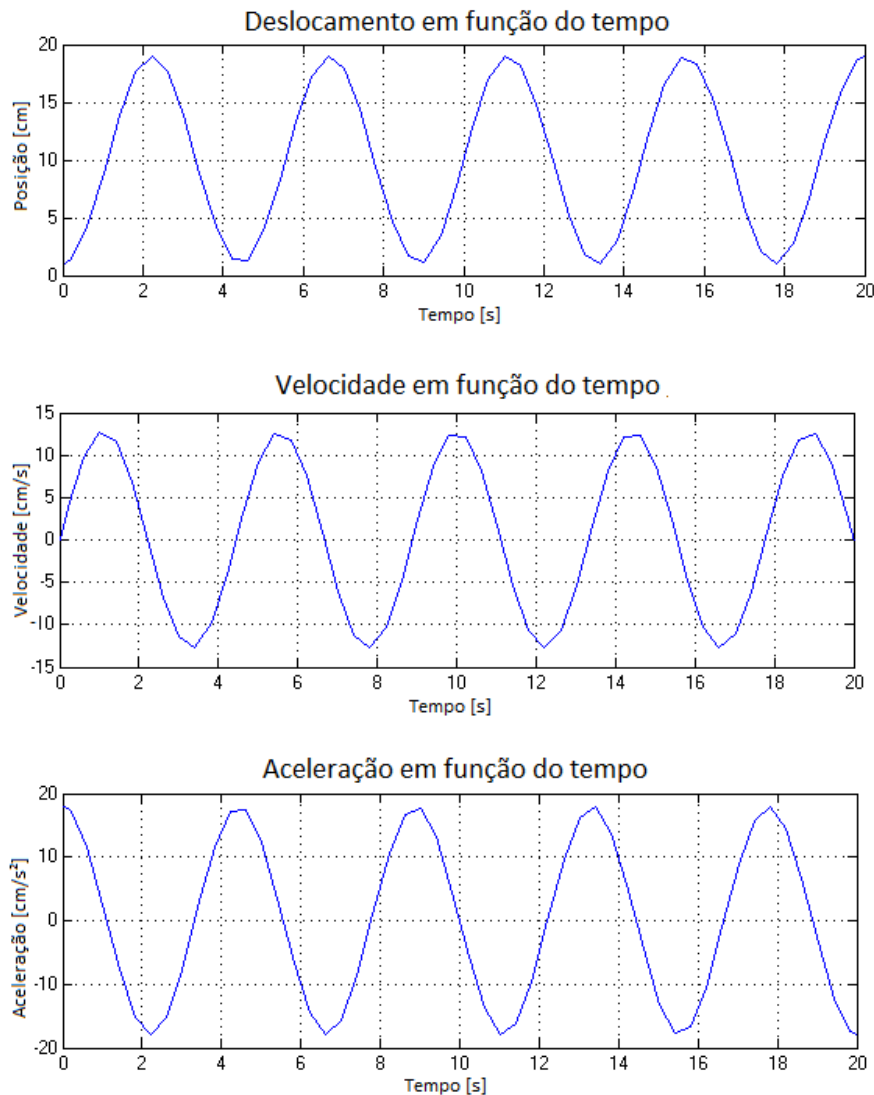 Deslocamento em função do tempo
20
15
10
5
0
Posição [cm]
0 2 4 6 8 10 12 14 16 18 20
Tempo [s]
Velocidade em função do tempo
15
10
5
0
-5
-10
-15
Velocidade [cm/s]
0 2 4 6 8 10 12 14 16 18 20
Tempo [s]
Aceleração em função do tempo
20
10
0
-10
-20
Aceleração [cm/s²]
0 2 4 6 8 10 12 14 16 18 20
Tempo [s]